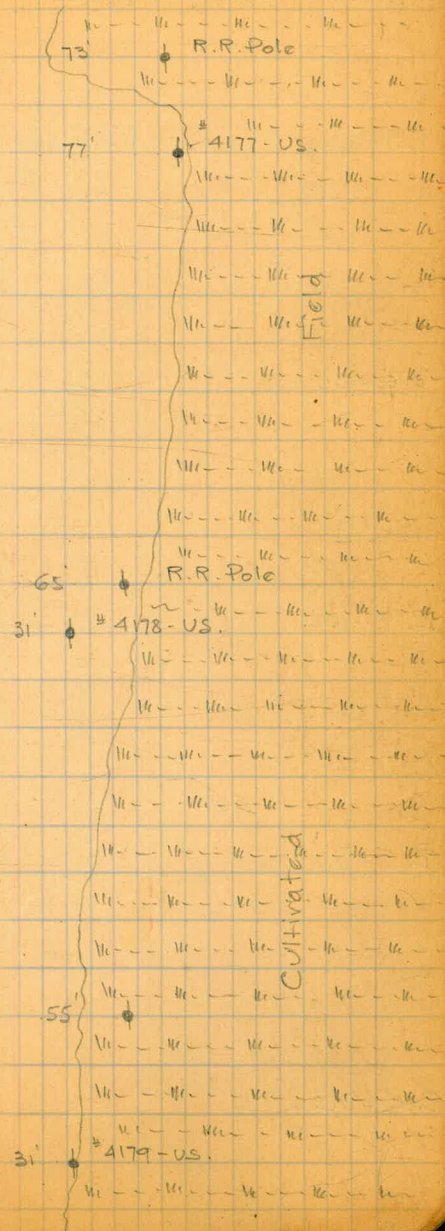 73' R.R. Pole
77' # 4177 - US.
Field
65' R.R. Pole
31' # 4178 - US.
Cultivated
55'
31' # 4179 - US.